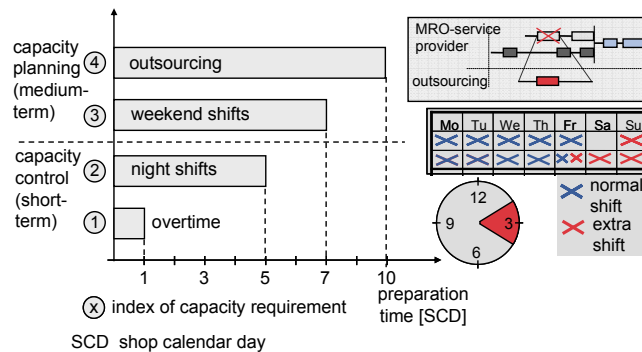 capacity
planning
(medium-
term)
4
outsourcing
3
weekend shifts
capacity
control
(short-
term)
2
night shifts
1
overtime
1
3
5
7
10
preparation
time [SCD]
x index of capacity requirement
SCD shop calendar day
MRO-service
provider
outsourcing
Mo Tu We Th Fr Sa Su
12
9
3
6
normal
shift
extra
shift